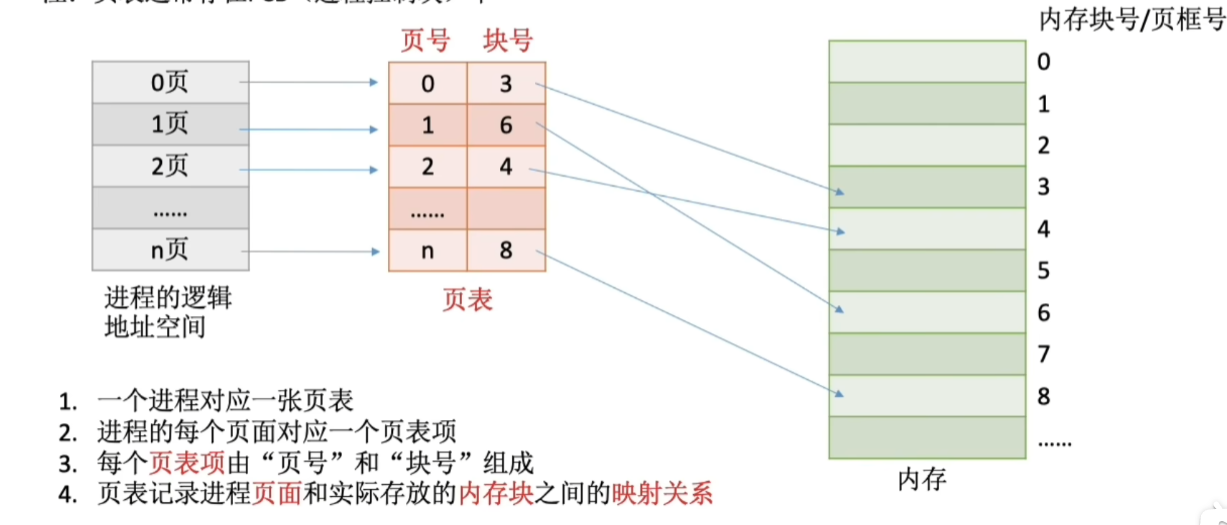 内存块号/页框号
页号 块号
0页
1页
2页
......
n页
进程的逻辑
地址空间
0 3
1 6
2 4
......
n 8
页表
0
1
2
3
4
5
6
7
8
......
内存
1. 一个进程对应一张页表
2. 进程的每个页面对应一个页表项
3. 每个页表项由“页号”和“块号”组成
4. 页表记录进程页面和实际存放的内存块之间的映射关系